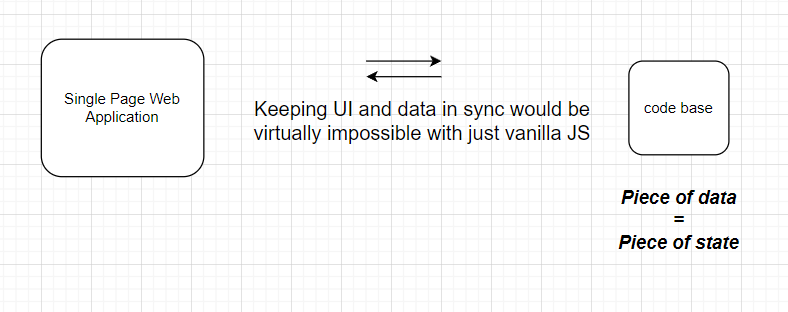 Single Page Web
Application
Keeping UI and data in sync would be
virtually impossible with just vanilla JS
code base
Piece of data
=
Piece of state